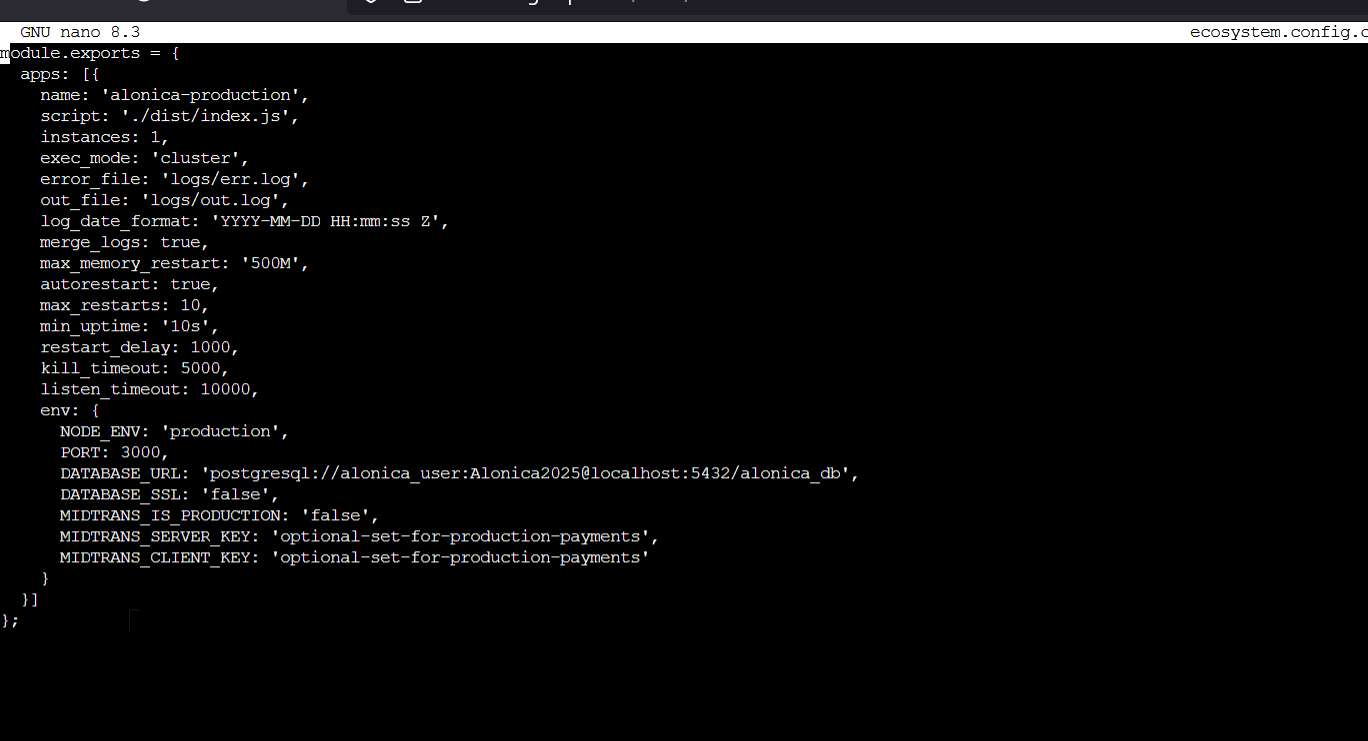 GNU nano 8.3 ecosystem.config.c
module.exports = {
  apps: [{
    name: 'alonica-production',
    script: './dist/index.js',
    instances: 1,
    exec_mode: 'cluster',
    error_file: 'logs/err.log',
    out_file: 'logs/out.log',
    log_date_format: 'YYYY-MM-DD HH:mm:ss Z',
    merge_logs: true,
    max_memory_restart: '500M',
    autorestart: true,
    max_restarts: 10,
    min_uptime: '10s',
    restart_delay: 1000,
    kill_timeout: 5000,
    listen_timeout: 10000,
    env: {
      NODE_ENV: 'production',
      PORT: 3000,
      DATABASE_URL: 'postgresql://alonica_user:Alonica2025@localhost:5432/alonica_db',
      DATABASE_SSL: 'false',
      MIDTRANS_IS_PRODUCTION: 'false',
      MIDTRANS_SERVER_KEY: 'optional-set-for-production-payments',
      MIDTRANS_CLIENT_KEY: 'optional-set-for-production-payments'
    }
  }]
};